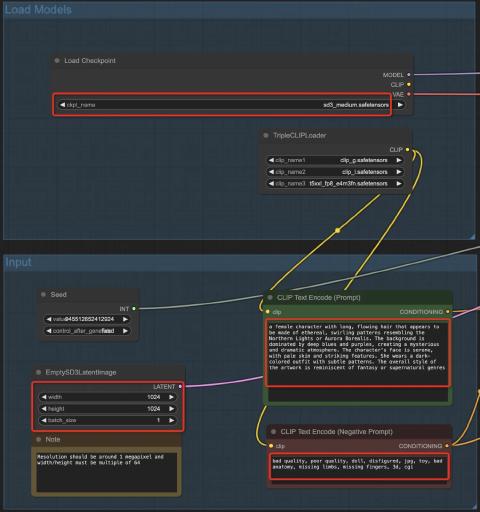 Load Models
Load Checkpoint
MODEL
CLIP
VAE
ckpt_name sd3_medium.safetensors
TripleCLIPLoader
CLIP
clip_name1 clip_g.safetensors
clip_name2 clip_l.safetensors
clip_name3 t5xxl_fp8_e4m3fn.safetensors
Input
Seed
INT
control_after_generate
EmptySD3LatentImage
LATENT
width 1024
height 1024
batch_size 1
Note
Resolution should be around 1 megapixel and
width/height must be multiple of 64
CLIP Text Encode (Prompt)
clip CONDITIONING
a female character with long, flowing hair that appears to
be made of ethereal, swirling patterns resembling the
Northern Lights or Aurora Borealis. The background is
dominated by deep blues and purples, creating a mysterious
and dramatic atmosphere. The character's face is serene,
with pale skin and striking features. She wears a dark-
colored outfit with subtle patterns. The overall style of
the artwork is reminiscent of fantasy or supernatural genres
CLIP Text Encode (Negative Prompt)
clip CONDITIONING
bad quality, poor quality, doll, disfigured, jpg, toy, bad
anatomy, missing limbs, missing fingers, 3d, cgi